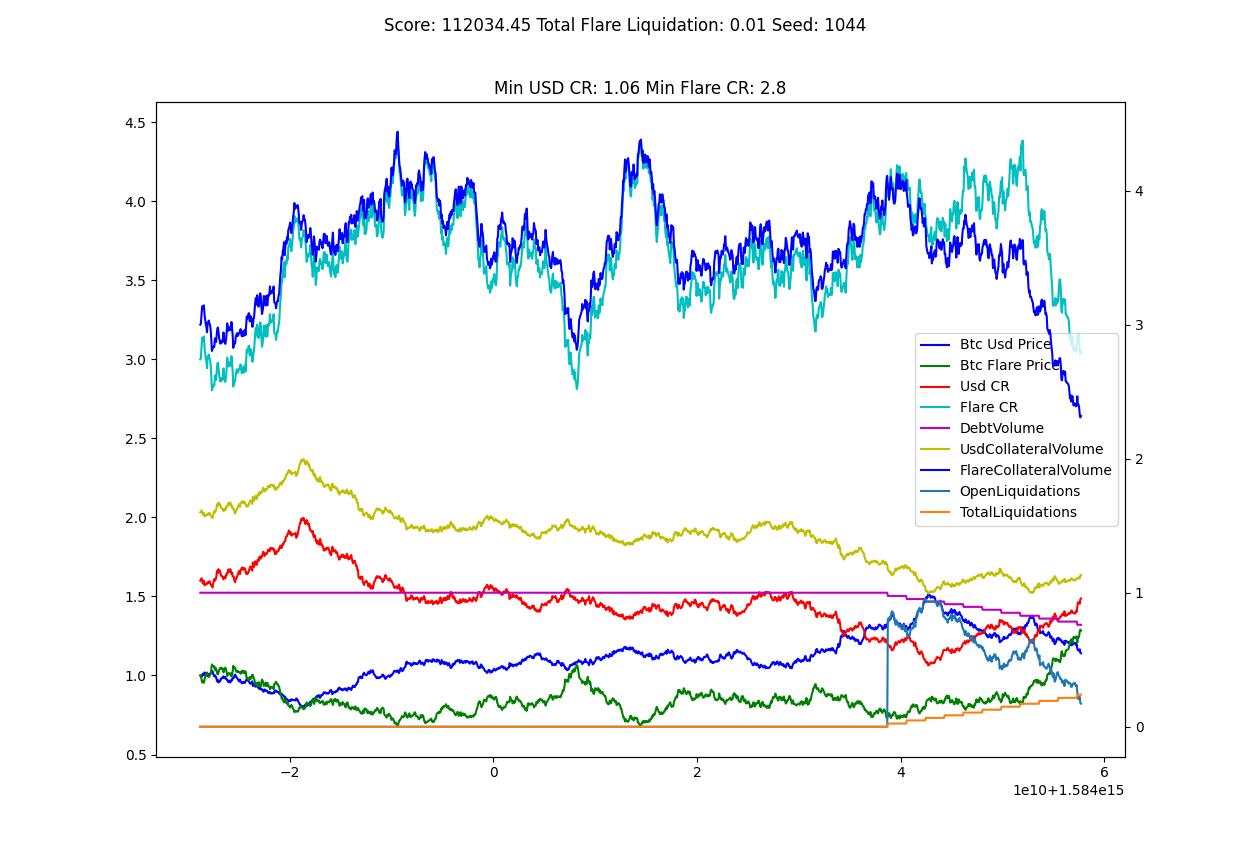 Score: 112034.45 Total Flare Liquidation: 0.01 Seed: 1044
Min USD CR: 1.06 Min Flare CR: 2.8
4.5
4.0
3.5
3.0
2.5
2.0
1.5
1.0
0.5
4
3
2
1
0
Btc Usd Price
Btc Flare Price
Usd CR
Flare CR
DebtVolume
UsdCollateralVolume
FlareCollateralVolume
OpenLiquidations
TotalLiquidations
−2 0 2 4 6
1e10+1.584e15